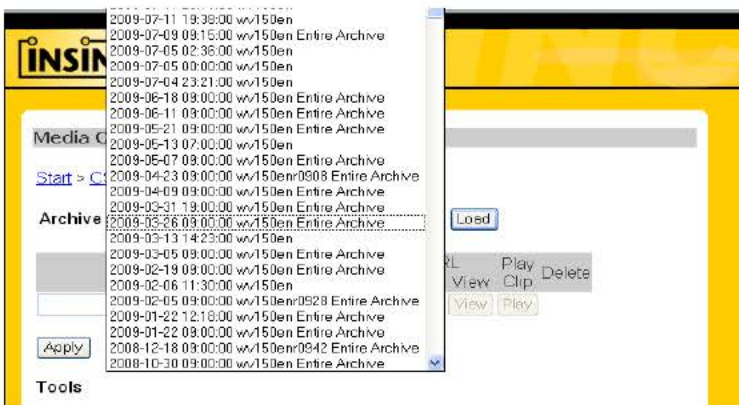 2009-07-11 19:38:00 wv150en
2009-07-09 09:15:00 wv150en Entire Archive
2009-07-05 02:36:00 wv150en
2009-07-05 00:00:00 wv150en
2009-07-04 23:21:00 wv150en
2009-06-18 09:00:00 wv150en Entire Archive
2009-06-11 09:00:00 wv150en Entire Archive
2009-05-21 09:00:00 wv150en Entire Archive
2009-05-13 07:00:00 wv150en
2009-05-07 09:00:00 wv150en Entire Archive
2009-04-23 09:00:00 wv150enr0908 Entire Archive
2009-04-09 09:00:00 wv150en Entire Archive
2009-03-31 19:00:00 wv150en Entire Archive
2009-03-26 09:00:00 wv150en Entire Archive
2009-03-13 14:23:00 wv150en
2009-03-05 09:00:00 wv150en Entire Archive
2009-02-19 09:00:00 wv150en Entire Archive
2009-02-06 11:30:00 wv150en
2009-02-05 09:00:00 wv150enr0928 Entire Archive
2009-01-22 12:18:00 wv150en Entire Archive
2009-01-22 09:00:00 wv150en Entire Archive
2008-12-18 09:00:00 wv150enr0942 Entire Archive
2008-10-30 09:00:00 wv150en Entire Archive
INSIN
INC
Media C
Start > C
Archive
Load
RL View Play Clip Delete
View Play
Apply
Tools